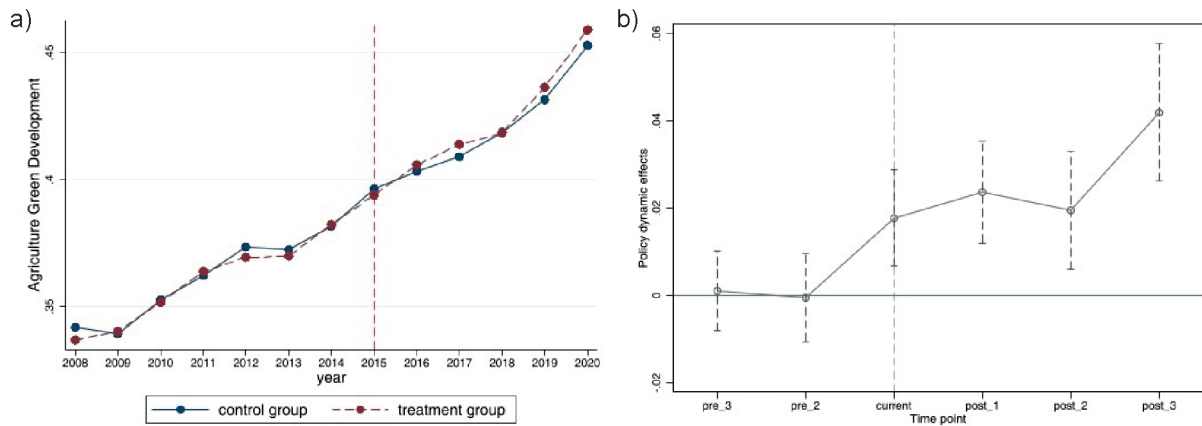 a)
Agriculture Green Development
.45
.4
.35
2008 2009 2010 2011 2012 2013 2014 2015 2016 2017 2018 2019 2020
year
control group treatment group
b)
Policy dynamic effects
.06
.04
.02
0
-.02
pre_3 pre_2 current post_1 post_2 post_3
Time point